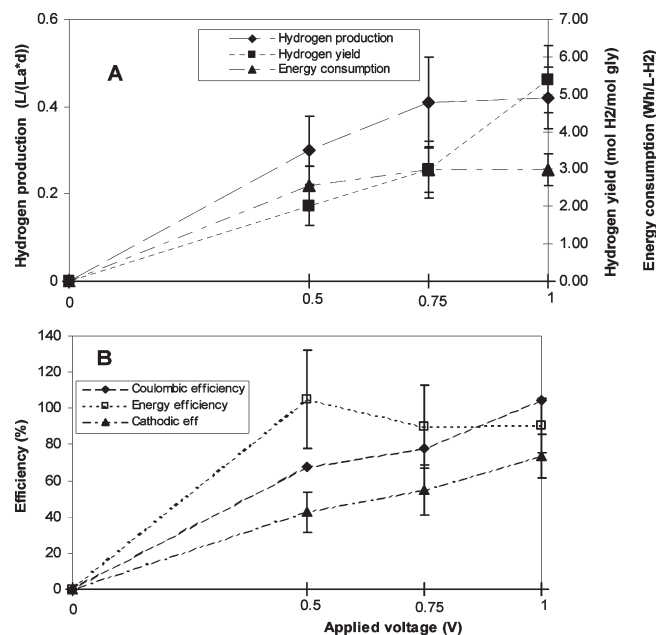 0.6
0.4
0.2
0
Hydrogen production (L/(La*d))
A
Hydrogen production
Hydrogen yield
Energy consumption
7.00
6.00
5.00
4.00
3.00
2.00
1.00
0.00
Hydrogen yield (mol H2/mol gly)
Energy consumption (Wh/L-H2)
0
0.5
0.75
1
140
120
100
80
60
40
20
0
Efficiency (%)
B
Coulombic efficiency
Energy efficiency
Cathodic eff
0
0.5
0.75
1
Applied voltage (V)